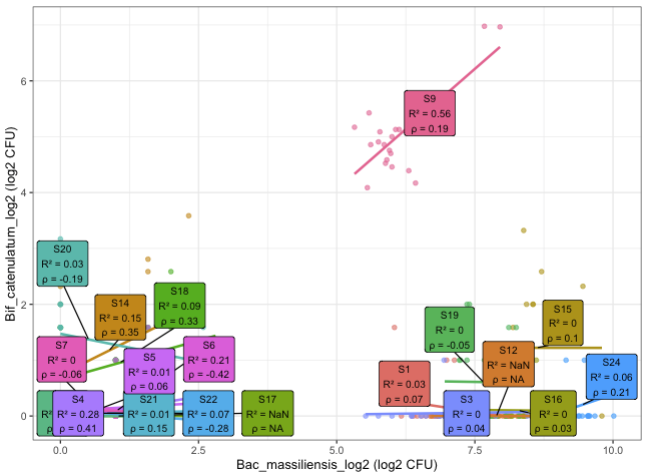 S9
R² = 0.56
ρ = 0.19
S20
R² = 0.03
ρ = -0.19
S14
R² = 0.15
ρ = 0.35
S18
R² = 0.09
ρ = 0.33
S7
R² = 0
ρ = -0.06
S5
R² = 0.01
ρ = 0.06
S6
R² = 0.21
ρ = -0.42
S4
R² = 0.28
ρ = 0.41
S21
R² = 0.01
ρ = 0.15
S22
R² = 0.07
ρ = -0.28
S17
R² = NaN
ρ = NA
S19
R² = 0
ρ = -0.05
S15
R² = 0
ρ = 0.1
S12
R² = NaN
ρ = NA
S1
R² = 0.03
ρ = 0.07
S24
R² = 0.06
ρ = 0.21
S3
R² = 0
ρ = 0.04
S16
R² = 0
ρ = 0.03
6
4
2
0
0.0
2.5
5.0
7.5
10.0
Bac_massiliensis_log2 (log2 CFU)
Bif_catenulatum_log2 (log2 CFU)